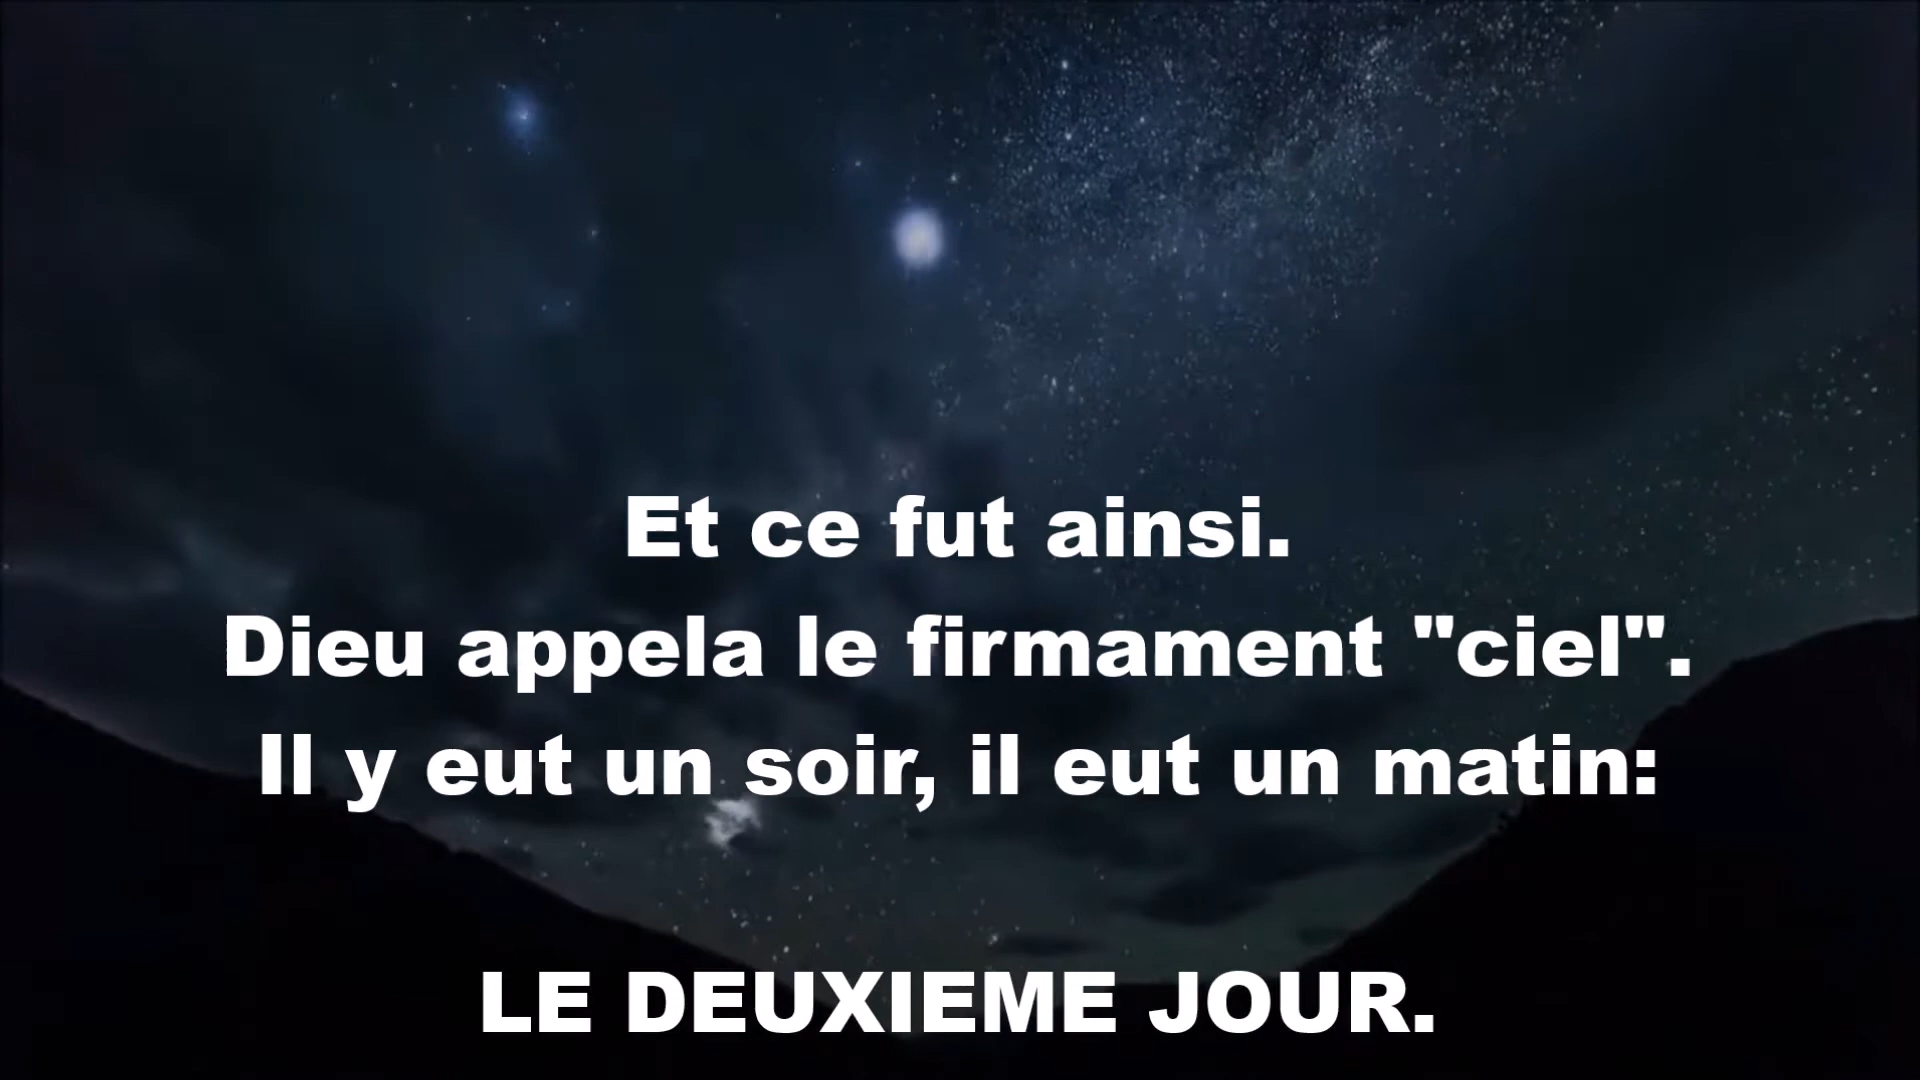 Et ce fut ainsi.
Dieu appela le firmament "ciel".
Il y eut un soir, il eut un matin:
LE DEUXIEME JOUR.